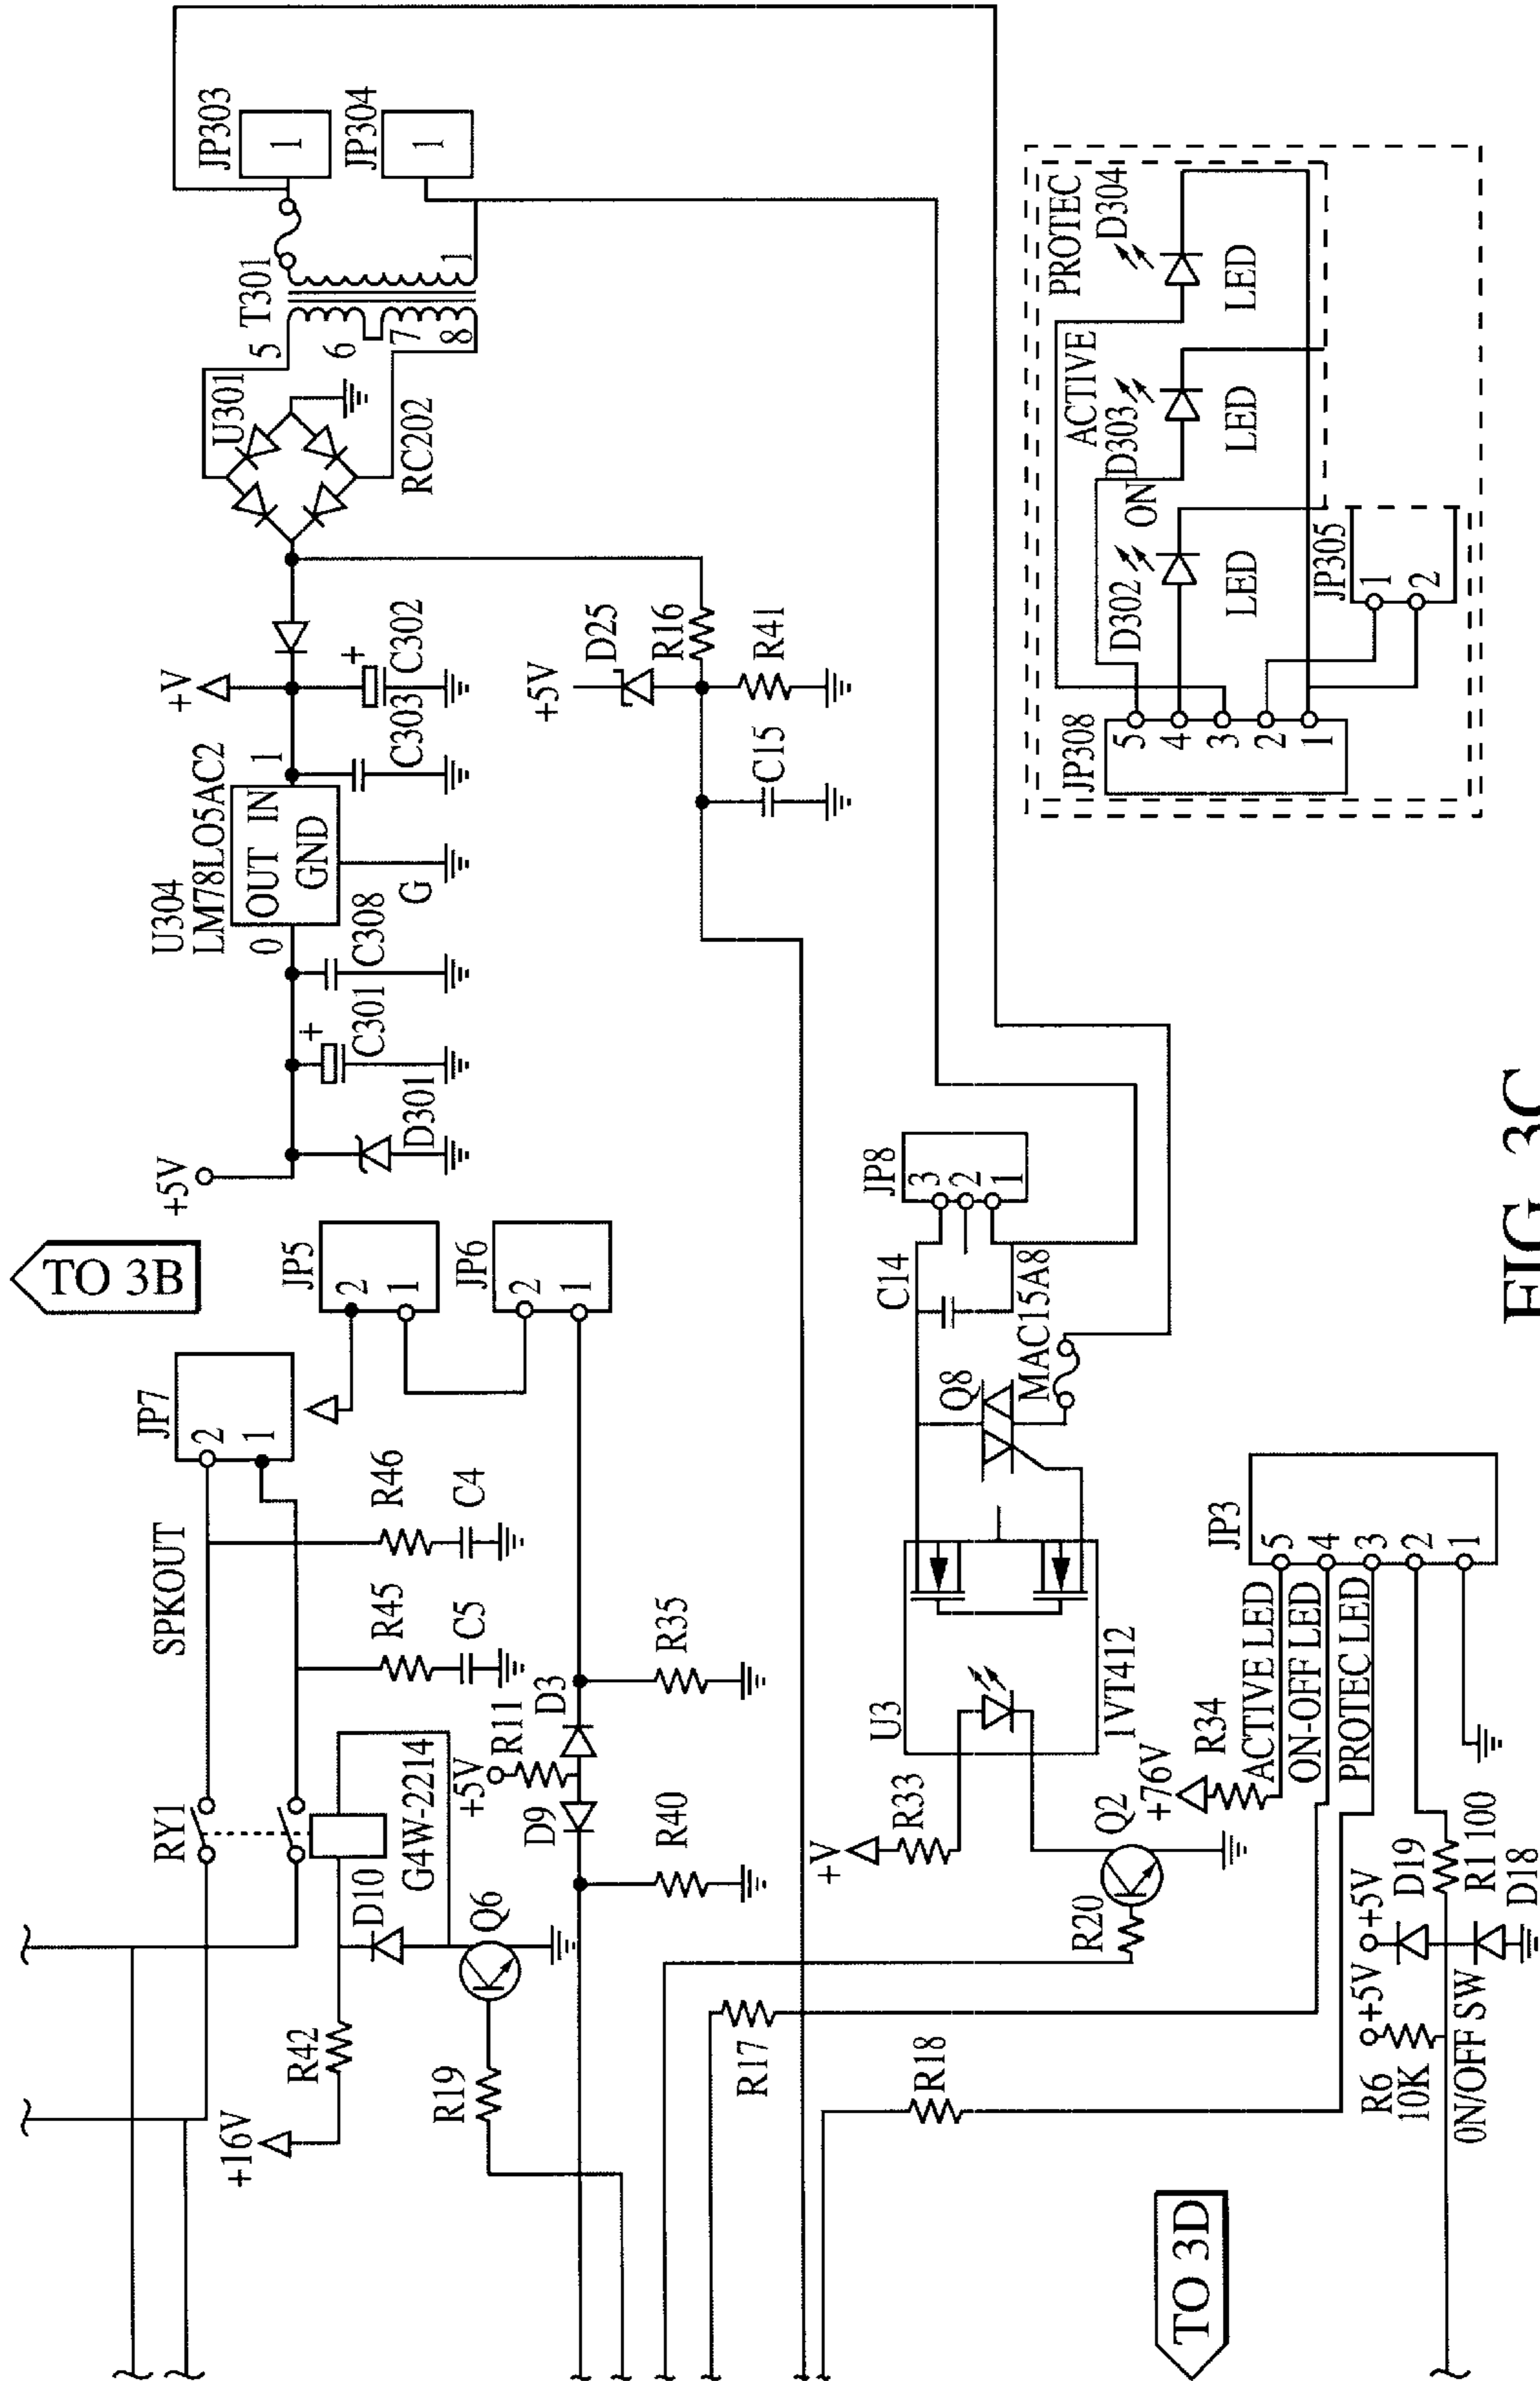 TO 3B
JP303
1
JP304
1
T301
5
6
7
8
1
U301
RC202
+V
C302
+
C303
U304
LM78LO5AC2
OUT IN
GND
0
1
G
C308
C301
+
D301
+5V
+5V
D25
R16
R41
C15
JP7
2
1
JP5
2
1
JP6
2
1
SPKOUT
R46
C4
R45
C5
RY1
G4W-2214
D10
Q6
R42
+16V
R19
+5V
R11
D3
D9
R35
R40
JP8
3
2
1
C14
Q8
MAC15A8
U3
1VT412
+V
R33
Q2
R20
R17
R18
+76V
R34
ACTIVE LED
ON-OFF LED
PROTEC LED
JP3
5
4
3
2
1
+5V
D19
R1 100
D18
+5V
R6
10K
0N/OFF SW
PROTEC
D304
LED
ACTIVE
D303
LED
ON
D302
LED
JP305
1
2
JP308
5
4
3
2
1
TO 3D
FIG. 3C